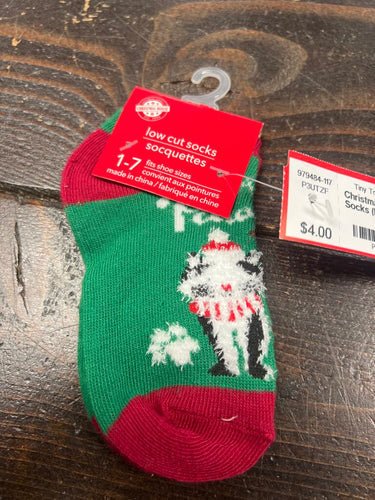 low cut socks
socquettes
1-7 fits shoe sizes
convient aux pointures
made in china / fabriqué en chine
979484-117
P3UT2F
$4.00
Tiny
Christma
Socks